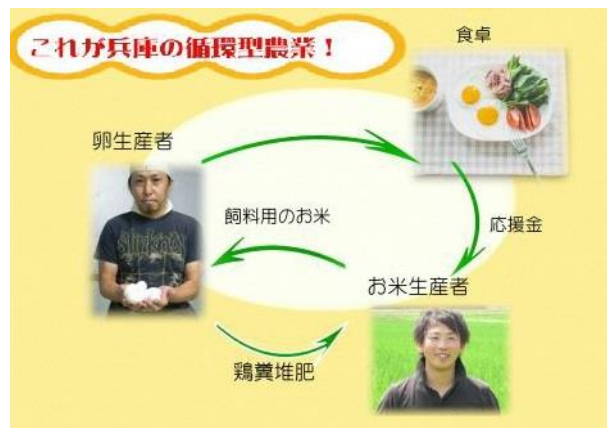 これが兵庫の循環型農業！
食卓
卵生産者
飼料用のお米
応援金
お米生産者
鶏糞堆肥
SlipKnoT